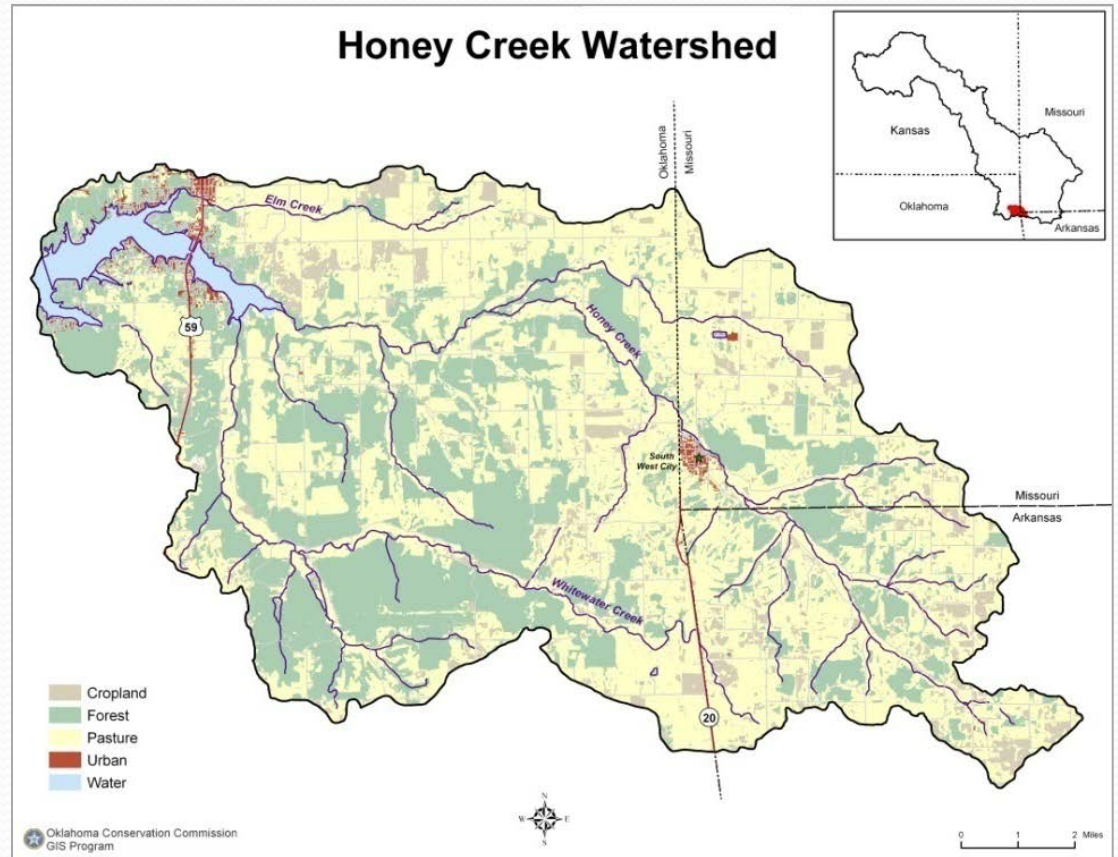 Honey Creek Watershed
Kansas
Missouri
Oklahoma
Arkansas
Oklahoma
Missouri
Elm Creek
59
Honey Creek
South
West City
Missouri
Arkansas
Whitewater Creek
20
Cropland
Forest
Pasture
Urban
Water
Oklahoma Conservation Commission
GIS Program
N
W
E
S
0 1 2 Miles